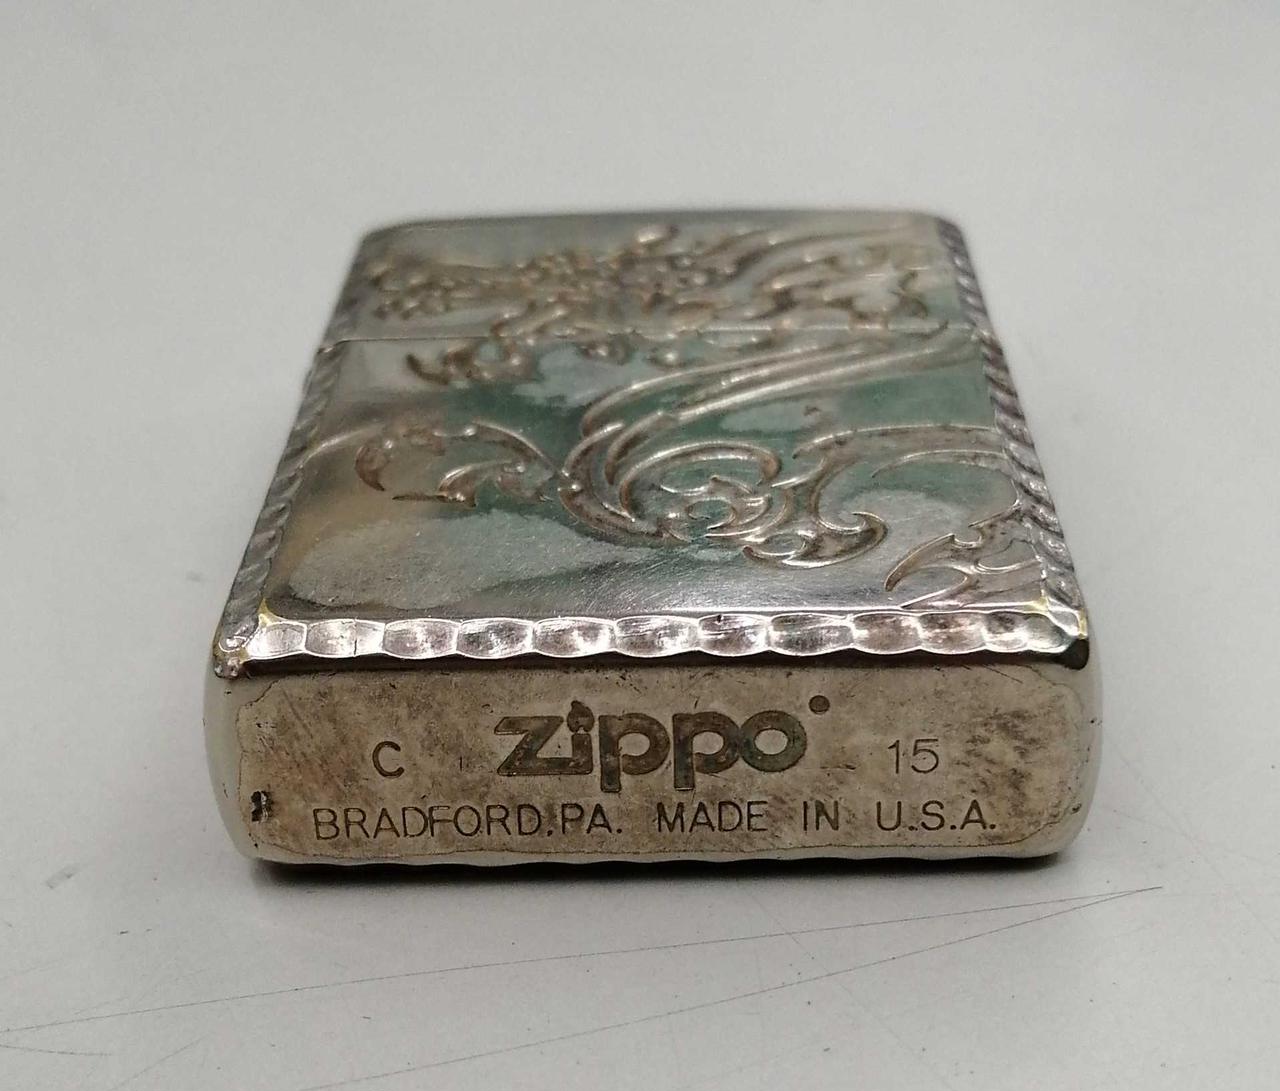 C zippo 15
BRADFORD,PA. MADE IN U.S.A.